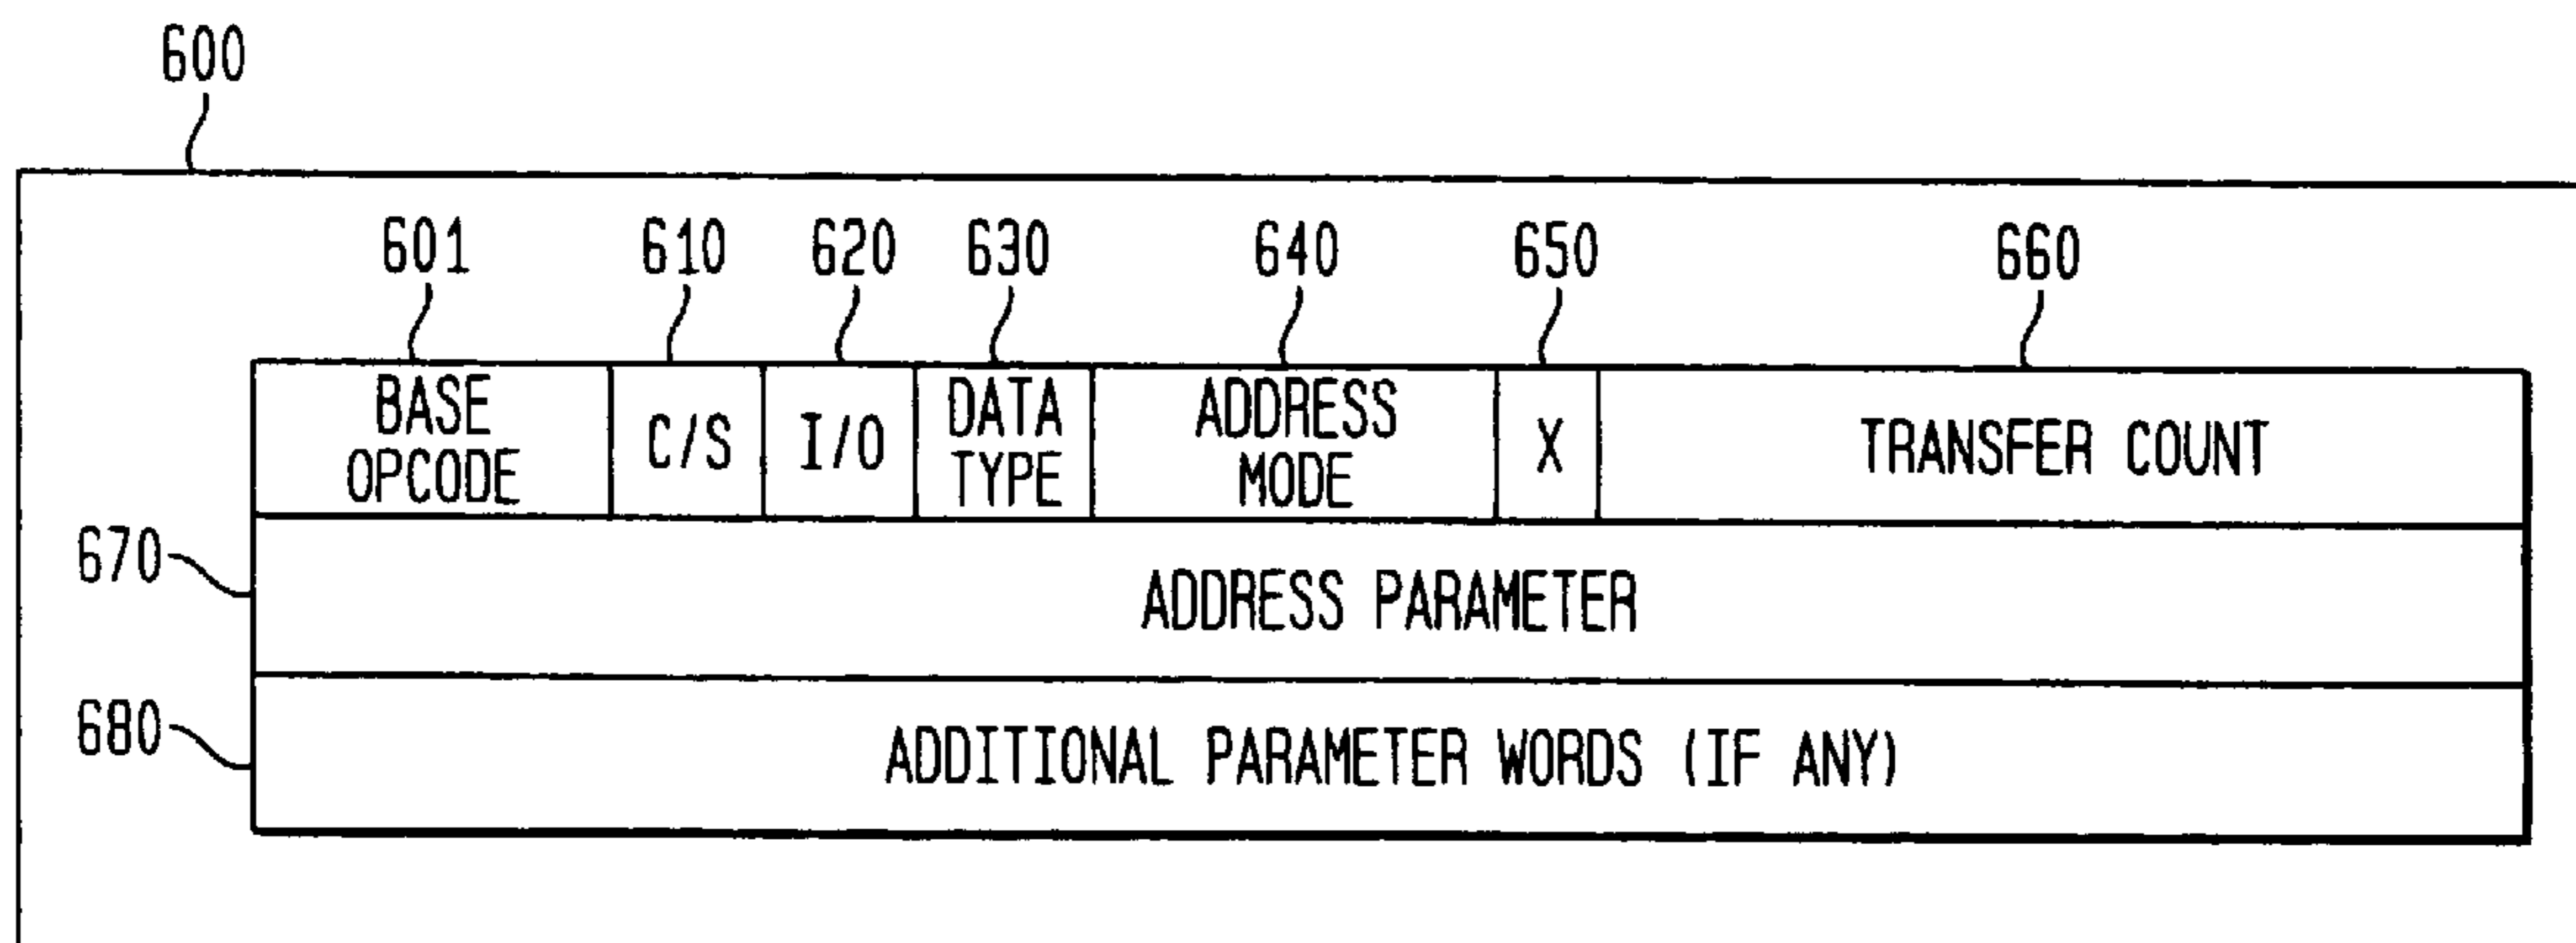 600
601 610 620 630 640 650 660
BASE OPCODE C/S I/O DATA TYPE ADDRESS MODE X TRANSFER COUNT
670 ADDRESS PARAMETER
680 ADDITIONAL PARAMETER WORDS (IF ANY)